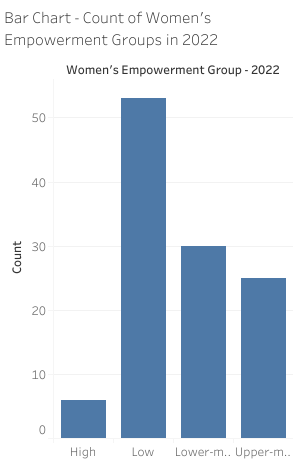 Bar Chart - Count of Women's
Empowerment Groups in 2022
Women's Empowerment Group - 2022
50
40
30
20
10
0
Count
High Low Lower-m.. Upper-m..